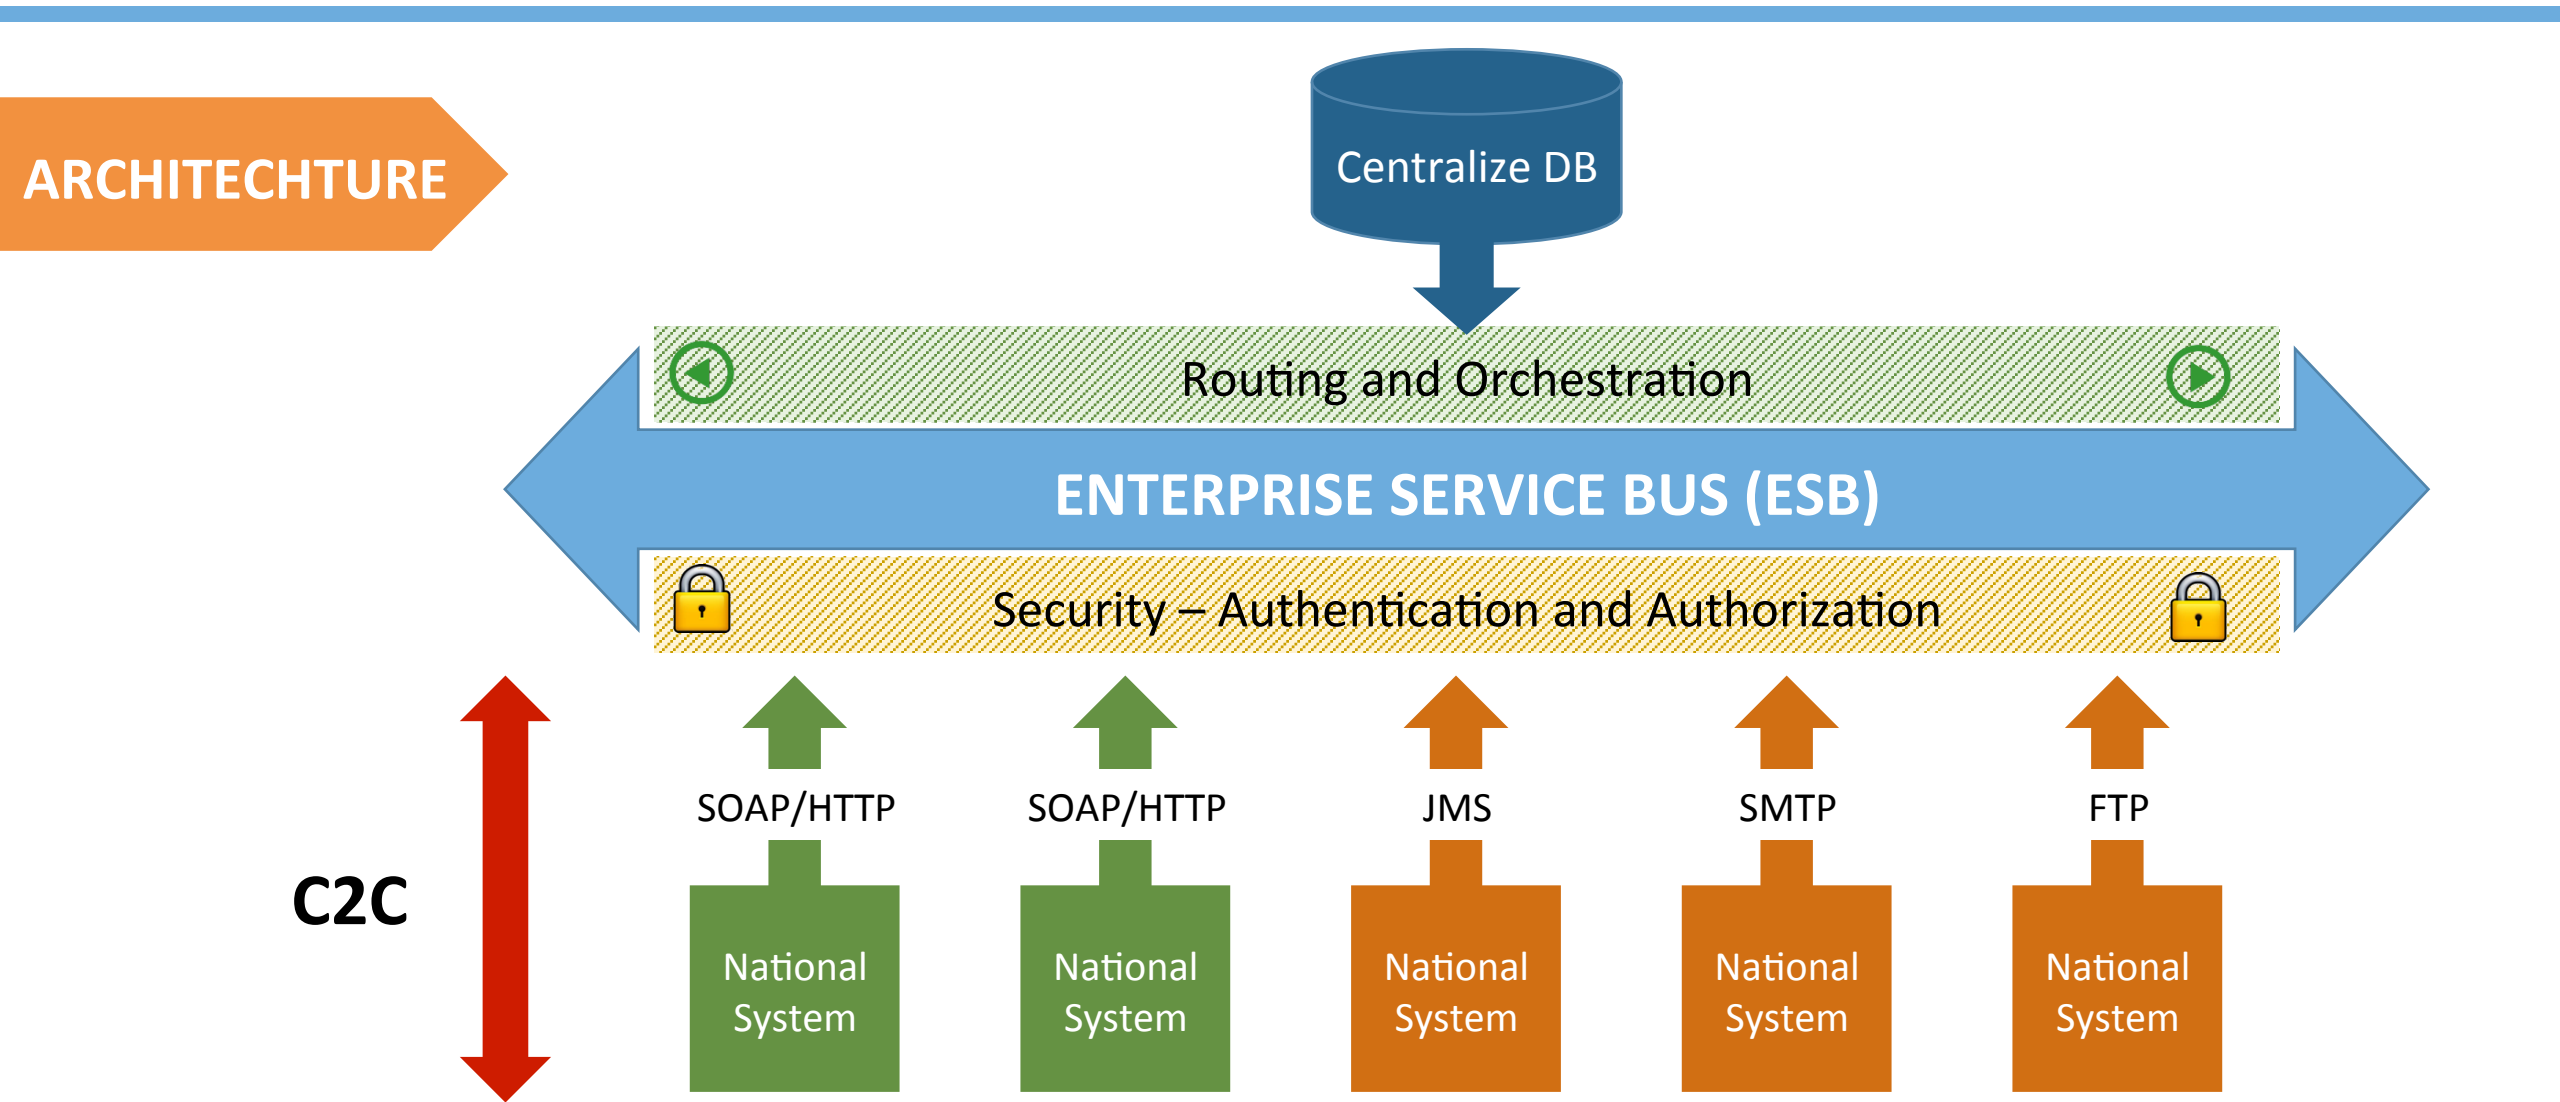 ARCHITECHTURE
Centralize DB
Routing and Orchestration
ENTERPRISE SERVICE BUS (ESB)
Security – Authentication and Authorization
SOAP/HTTP
SOAP/HTTP
JMS
SMTP
FTP
C2C
National
System
National
System
National
System
National
System
National
System